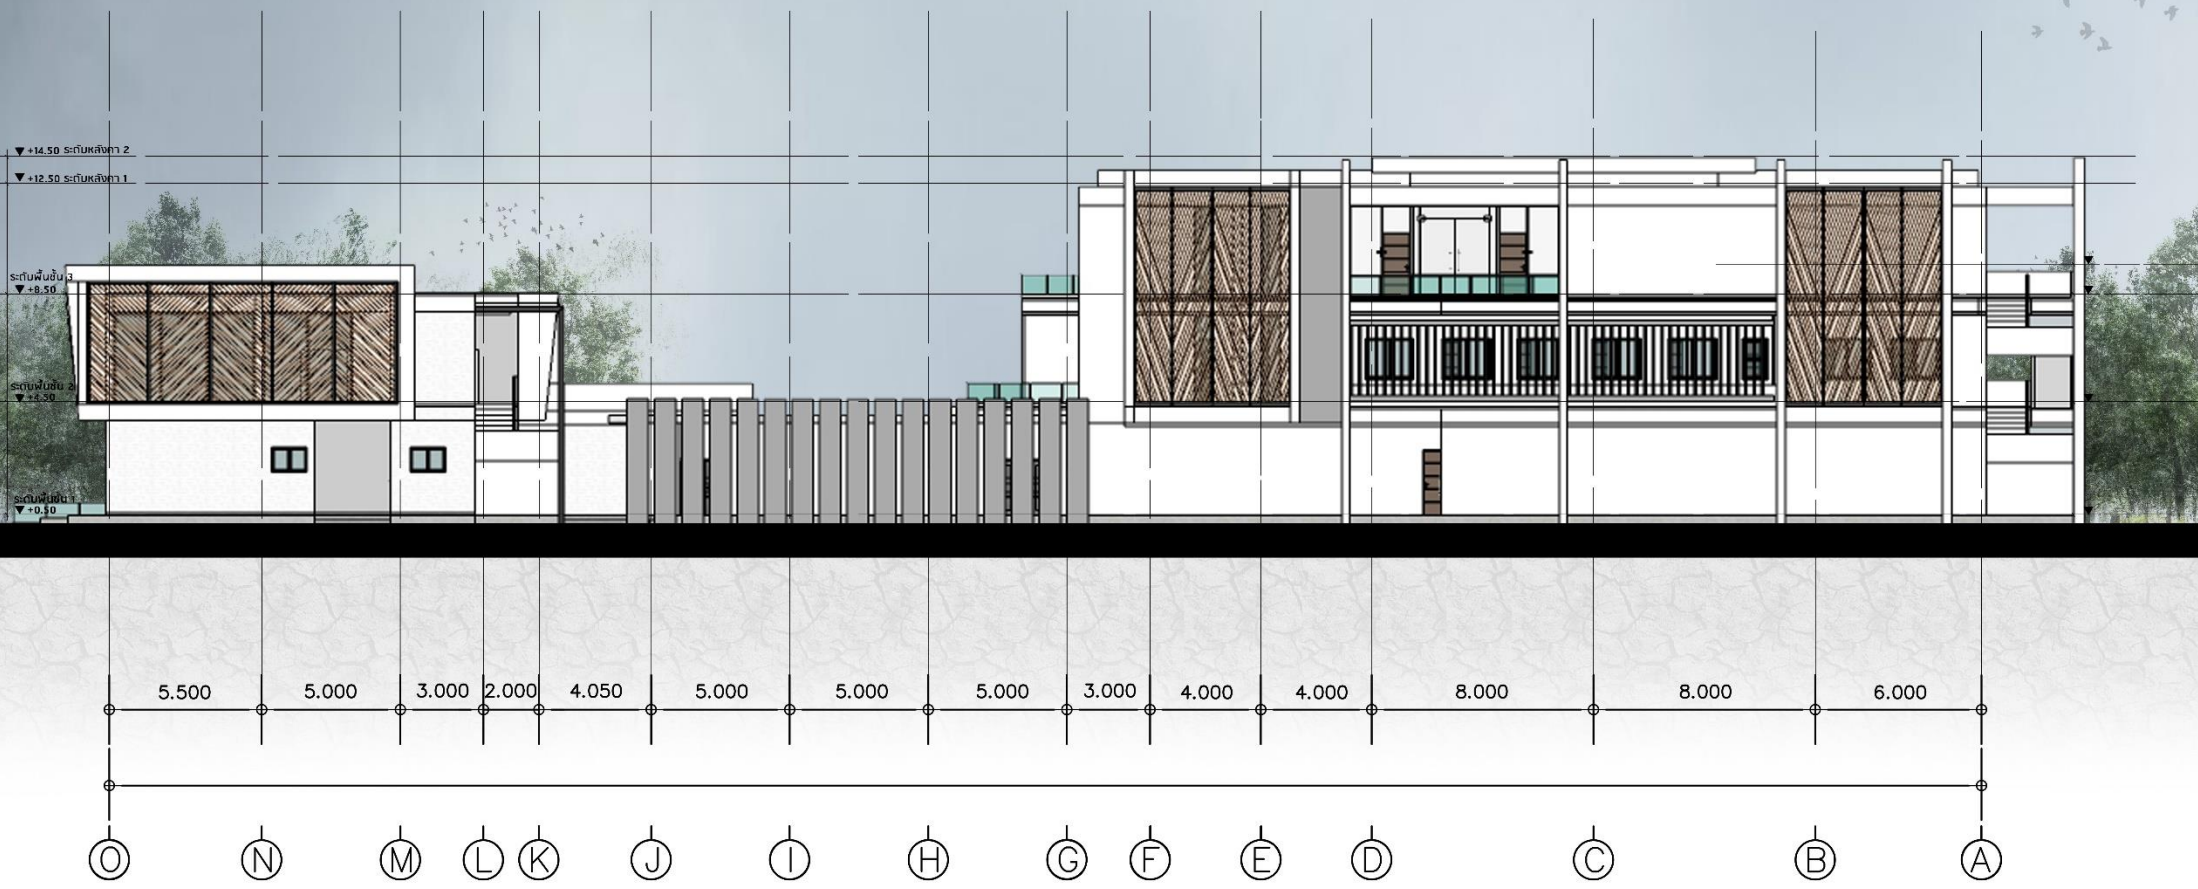 ▼ +14.50 ระดับหลังคา 2
▼ +12.50 ระดับหลังคา 1
ระดับพื้นชั้น 3
▼ +8.50
ระดับพื้นชั้น 2
▼ +4.50
ระดับพื้นชั้น 1
▼ +0.50
5.500 5.000 3.000 2.000 4.050 5.000 5.000 5.000 3.000 4.000 4.000 8.000 8.000 6.000
O N M L K J I H G F E D C B A